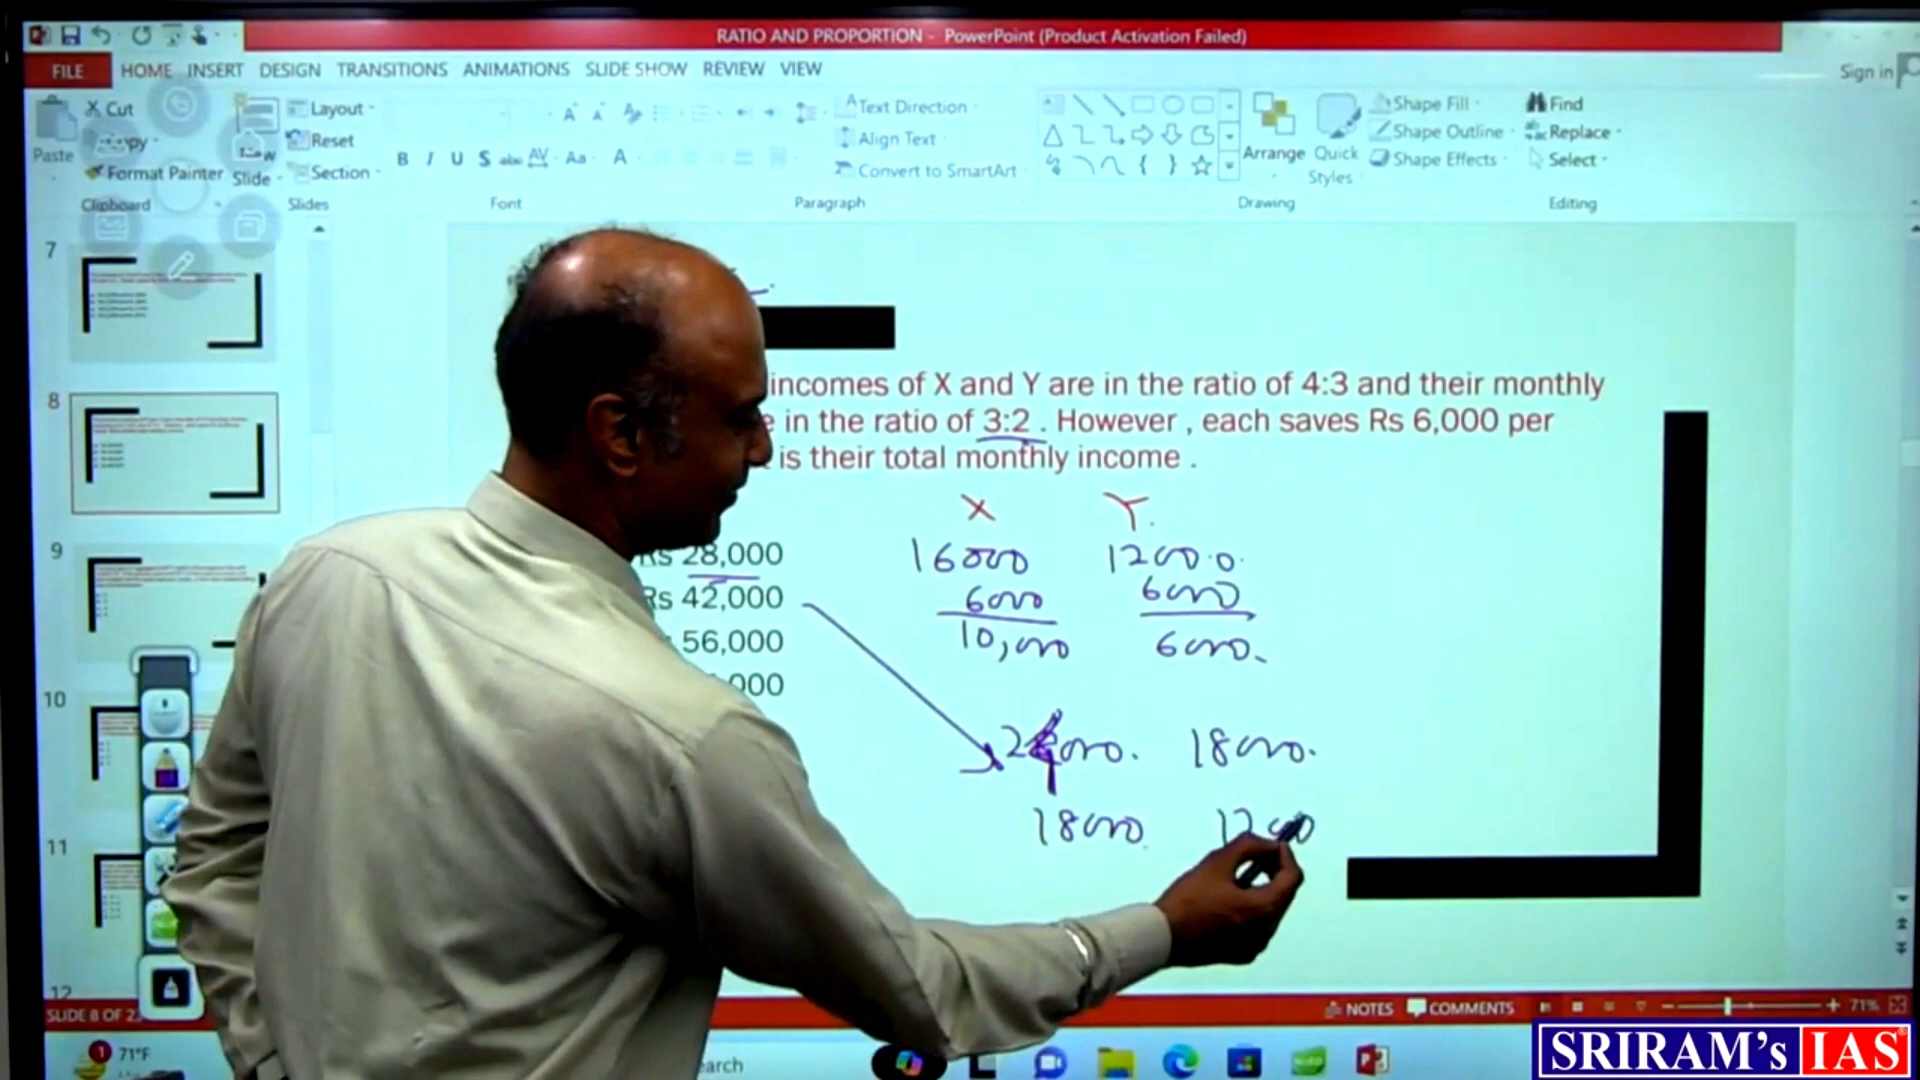 RATIO AND PROPORTION - PowerPoint (Product Activation Failed)
FILE HOME INSERT DESIGN TRANSITIONS ANIMATIONS SLIDE SHOW REVIEW VIEW
Sign in
Cut
Format Painter
Paste
Clipboard
Slide
Layout
Reset
Section
Slides
B I U S abc AV Aa A
Font
Text Direction
Align Text
Convert to SmartArt
Paragraph
Arrange
Quick
Styles
Shape Fill
Shape Outline
Shape Effects
Drawing
Find
Replace
Select
Editing
7
8
9
10
11
12
incomes of X and Y are in the ratio of 4:3 and their monthly
in the ratio of 3:2 . However , each saves Rs 6,000 per
is their total monthly income .
Rs 28,000
Rs 42,000
56,000
000
X Y.
16000 12000
6000 6000
10,000 6000
18000
18000
SLIDE 8 OF
NOTES COMMENTS 71%
1 71°F
SRIRAM's IAS